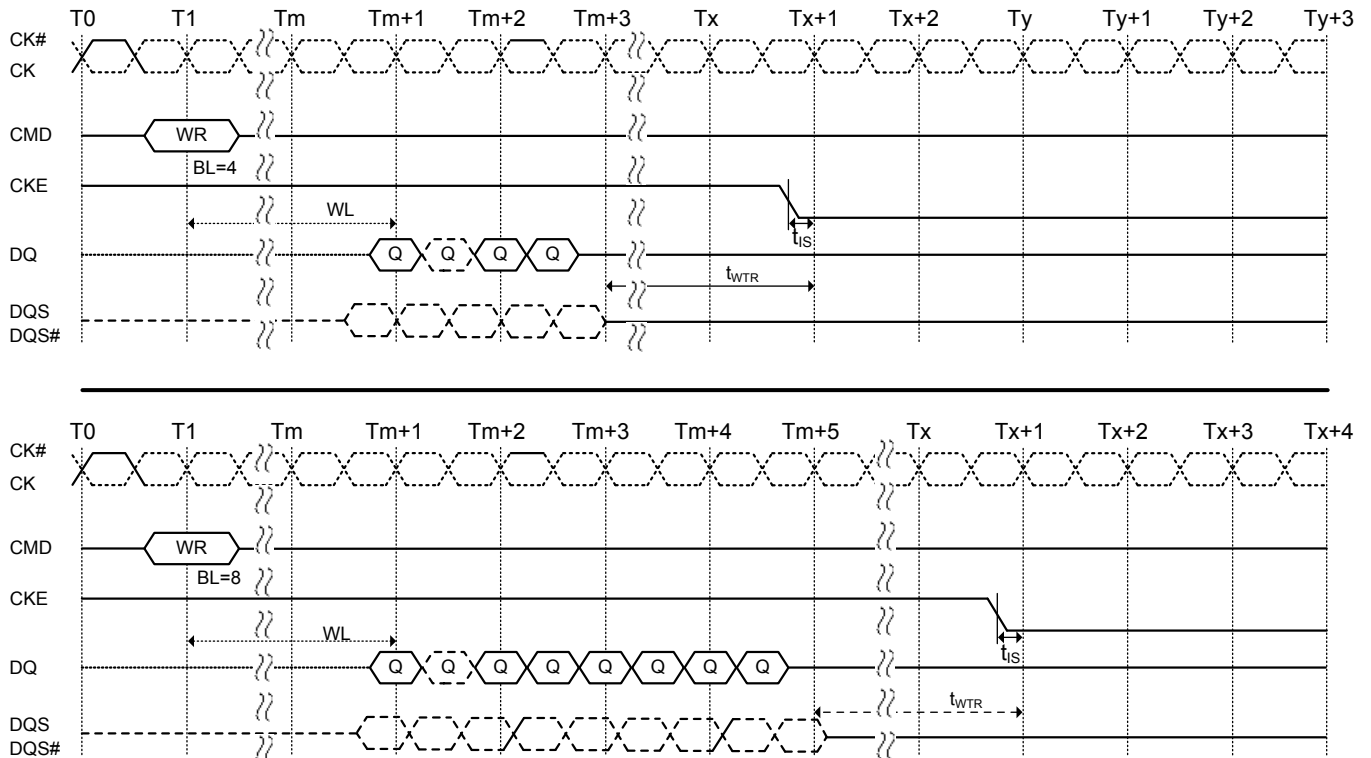 T0 T1 Tm Tm+1 Tm+2 Tm+3 Tx Tx+1 Tx+2 Ty Ty+1 Ty+2 Ty+3
CK#
CK
CMD WR
BL=4
CKE
WL
tIS
DQ Q Q Q Q
tWTR
DQS
DQS#
T0 T1 Tm Tm+1 Tm+2 Tm+3 Tm+4 Tm+5 Tx Tx+1 Tx+2 Tx+3 Tx+4
CK#
CK
CMD WR
BL=8
CKE
WL
tIS
DQ Q Q Q Q Q Q Q Q
tWTR
DQS
DQS#